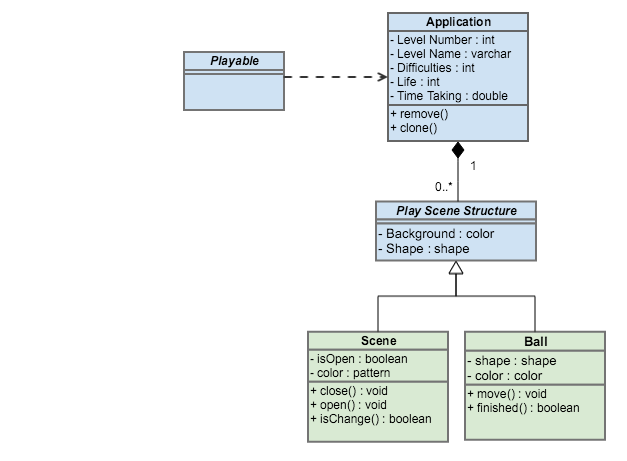 Application
- Level Number : int
- Level Name : varchar
- Difficulties : int
- Life : int
- Time Taking : double
+ remove()
+ clone()
Playable
1
0..*
Play Scene Structure
- Background : color
- Shape : shape
Scene
- isOpen : boolean
- color : pattern
+ close() : void
+ open() : void
+ isChange() : boolean
Ball
- shape : shape
- color : color
+ move() : void
+ finished() : boolean